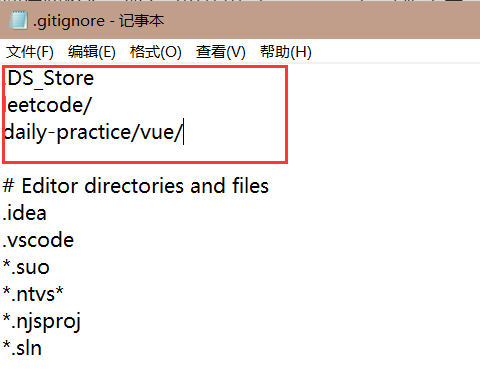 .gitignore - 记事本
文件(F) 编辑(E) 格式(O) 查看(V) 帮助(H)
.DS_Store
leetcode/
daily-practice/vue/
# Editor directories and files
.idea
.vscode
*.suo
*.ntvs*
*.njsproj
*.sln